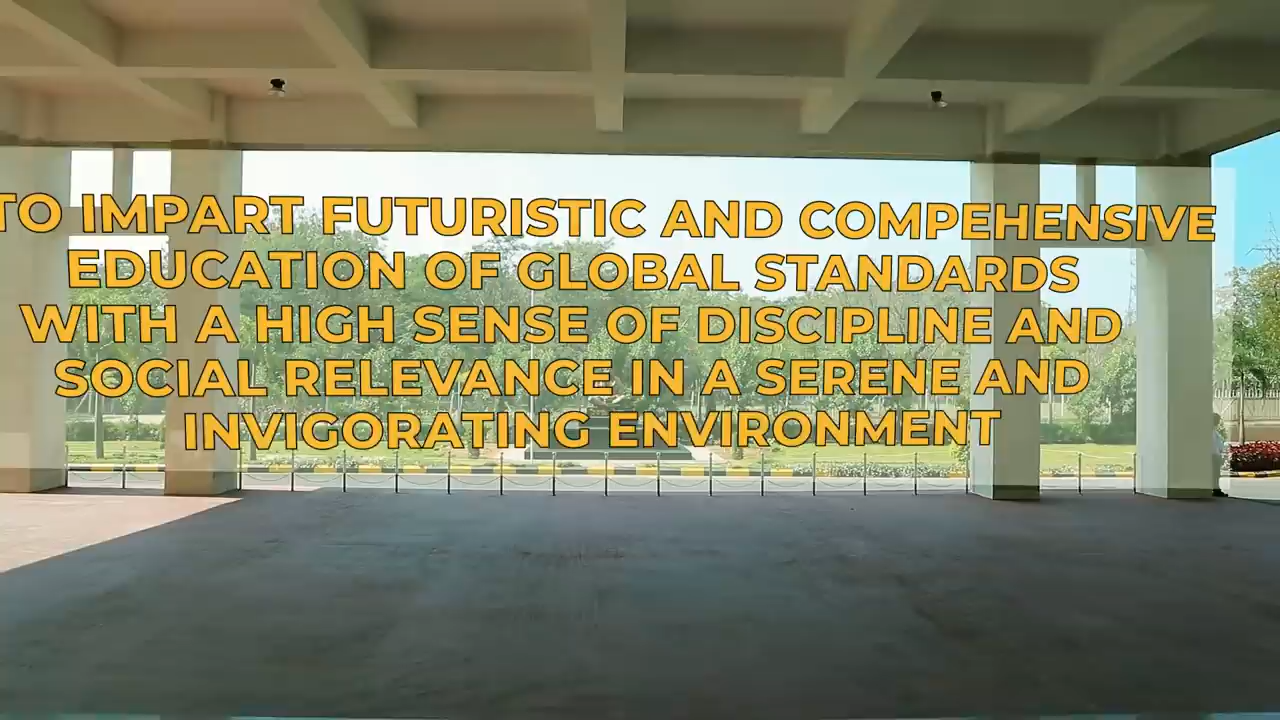 TO IMPART FUTURISTIC AND COMPEHENSIVE
EDUCATION OF GLOBAL STANDARDS
WITH A HIGH SENSE OF DISCIPLINE AND
SOCIAL RELEVANCE IN A SERENE AND
INVIGORATING ENVIRONMENT